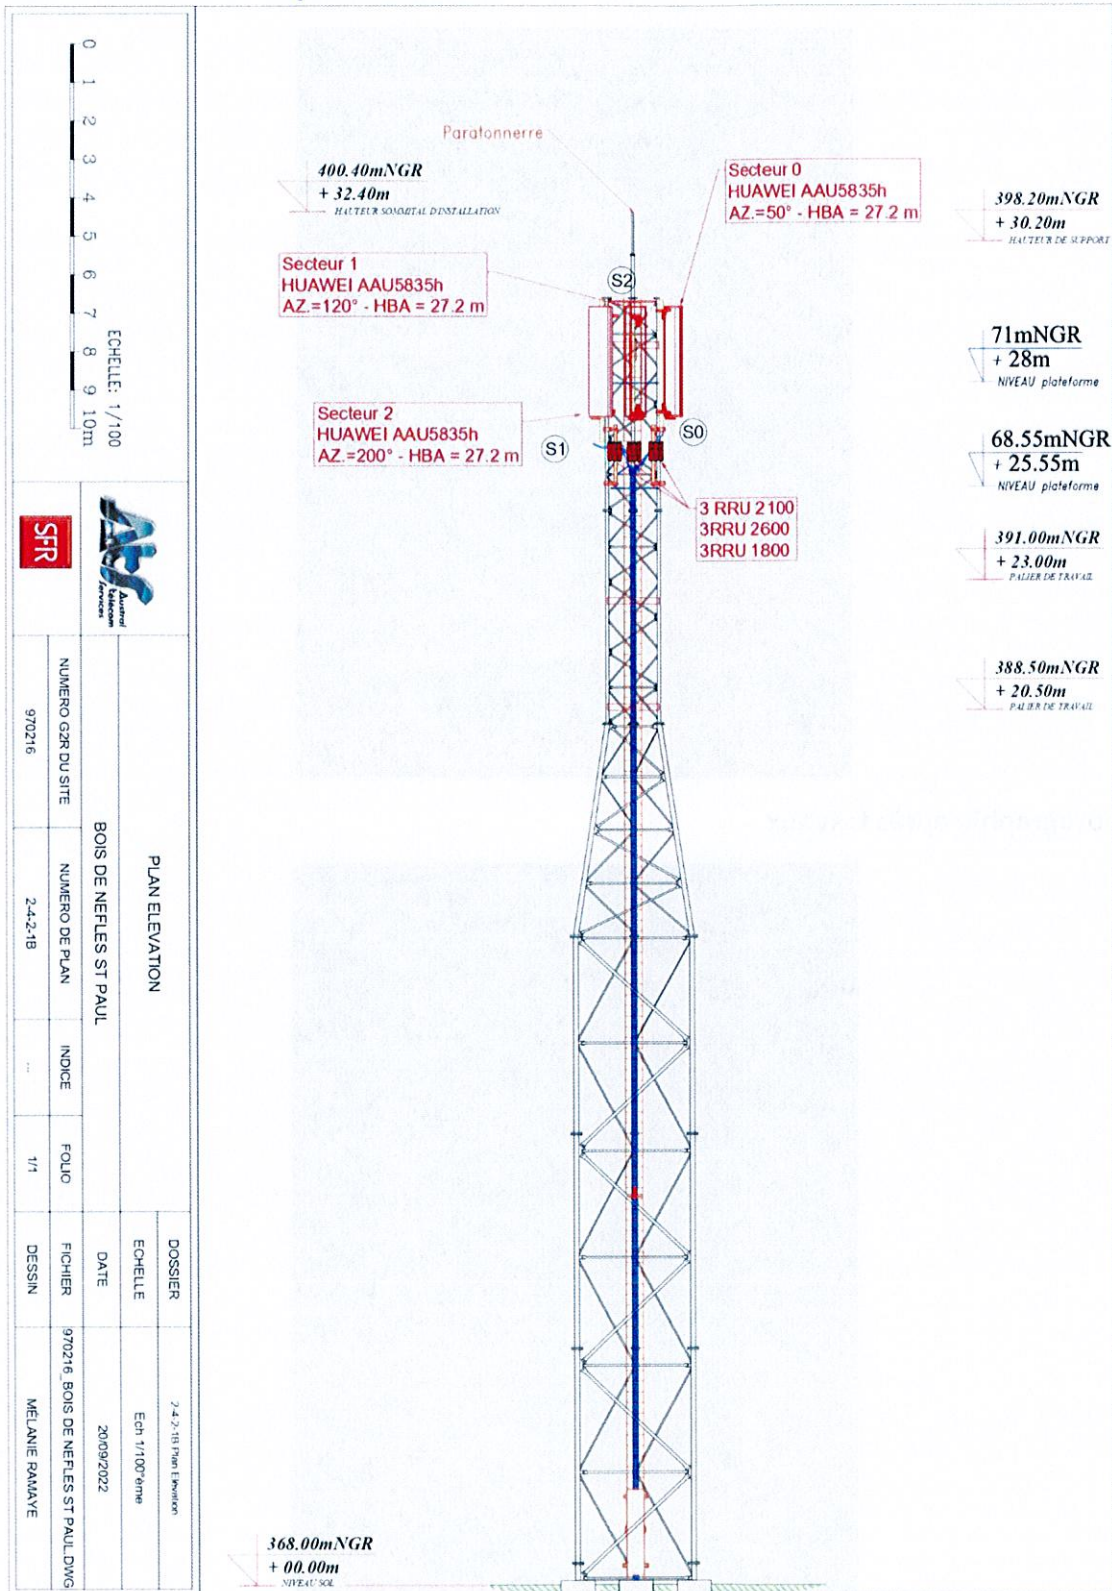 Paratonnerre
400.40mNGR
+ 32.40m
HAUTEUR SOMMITAL D'INSTALLATION
Secteur 0
HUAWEI AAU5835h
AZ.=50° - HBA = 27.2 m
398.20mNGR
+ 30.20m
HAUTEUR DE SUPPORT
Secteur 1
HUAWEI AAU5835h
AZ.=120° - HBA = 27.2 m
S2
71mNGR
+ 28m
NIVEAU plateforme
Secteur 2
HUAWEI AAU5835h
AZ.=200° - HBA = 27.2 m
S1
S0
68.55mNGR
+ 25.55m
NIVEAU plateforme
3 RRU 2100
3RRU 2600
3RRU 1800
391.00mNGR
+ 23.00m
PALIER DE TRAVAIL
388.50mNGR
+ 20.50m
PALIER DE TRAVAIL
368.00mNGR
+ 00.00m
NIVEAU SOL
0 1 2 3 4 5 6 7 8 9 10m
ECHELLE: 1/100
Ats
Austral
telecom
Services
SFR
PLAN ELEVATION
BOIS DE NEFLES ST PAUL
NUMERO G2R DU SITE
970216
NUMERO DE PLAN
2-4-2-1B
INDICE
...
FOLIO
1/1
DOSSIER
2-4-2-1B Plan Elevation
ECHELLE
Ech 1/100°ème
DATE
20/09/2022
FICHIER
970216_BOIS DE NEFLES ST PAUL.DWG
DESSIN
MÉLANIE RAMAYE